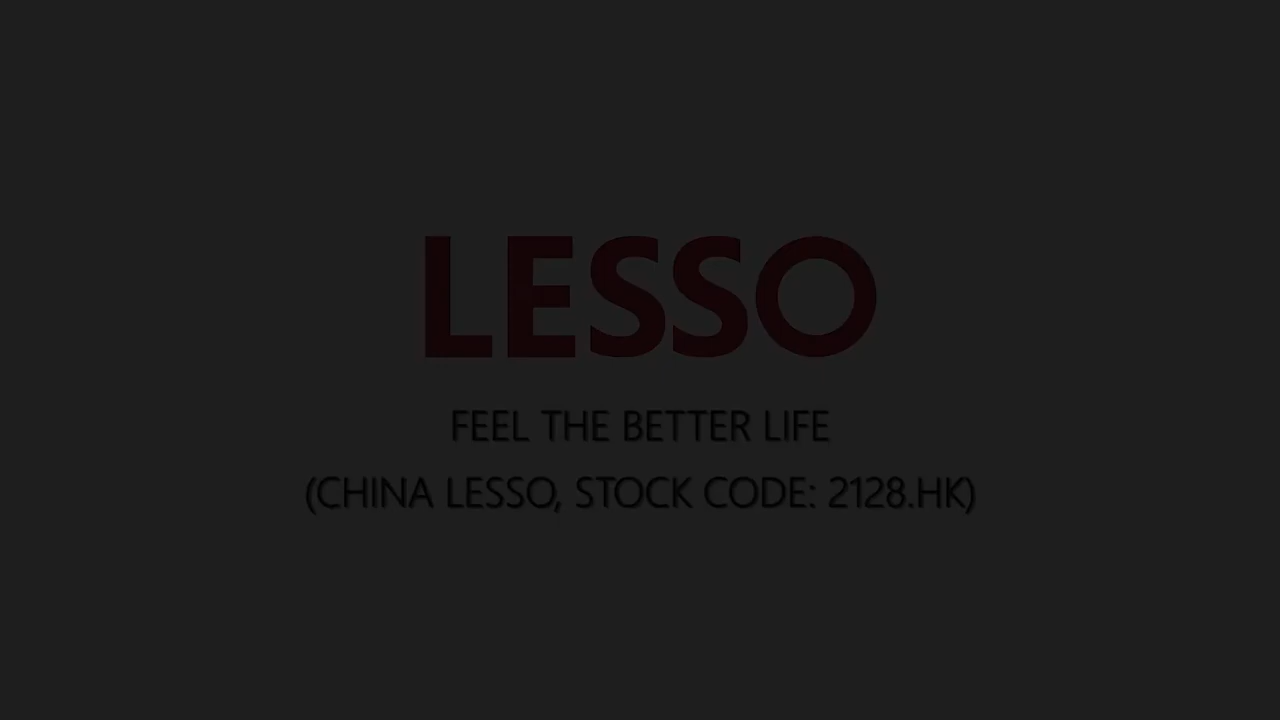 LESSO
FEEL THE BETTER LIFE
(CHINA LESSO, STOCK CODE: 2128.HK)